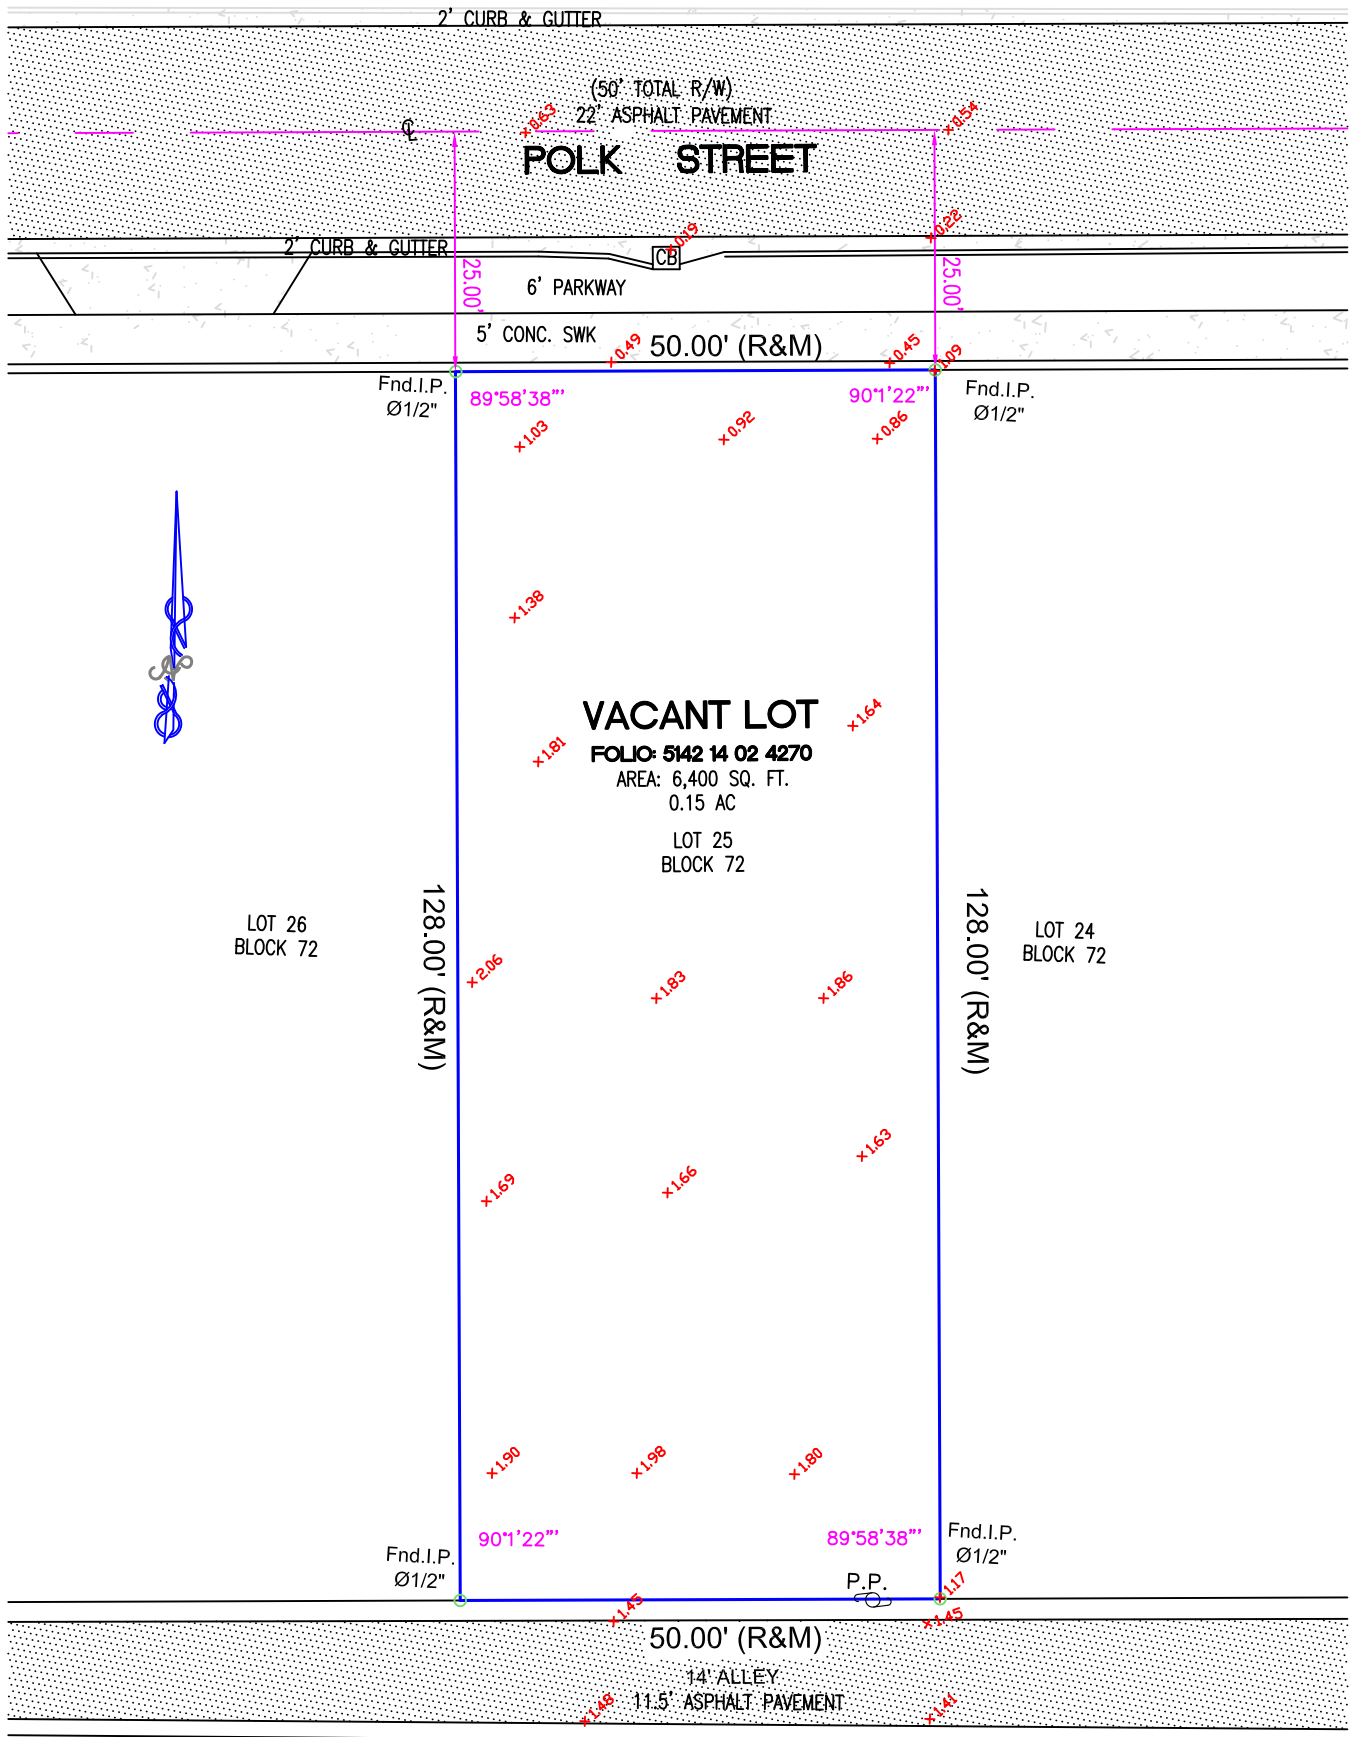 2' CURB & GUTTER
(50' TOTAL R/W)
22' ASPHALT PAVEMENT
×0.63
×0.54
℄
POLK STREET
×0.22
×0.19
2' CURB & GUTTER
CB
25.00'
25.00'
6' PARKWAY
5' CONC. SWK
×0.49
50.00' (R&M)
×0.45
×1.09
Fnd.I.P.
Ø1/2"
89°58'38"'
90°1'22"'
Fnd.I.P.
Ø1/2"
×1.03
×0.92
×0.86
×1.38
VACANT LOT
×1.64
×1.81
FOLIO: 5142 14 02 4270
AREA: 6,400 SQ. FT.
0.15 AC
LOT 25
BLOCK 72
128.00' (R&M)
128.00' (R&M)
LOT 26
BLOCK 72
LOT 24
BLOCK 72
×2.06
×1.83
×1.86
×1.63
×1.69
×1.66
×1.90
×1.98
×1.80
90°1'22"'
89°58'38"'
Fnd.I.P.
Ø1/2"
Fnd.I.P.
Ø1/2"
P.P.
×1.17
×1.45
×1.45
50.00' (R&M)
14' ALLEY
11.5' ASPHALT PAVEMENT
×1.48
×1.41